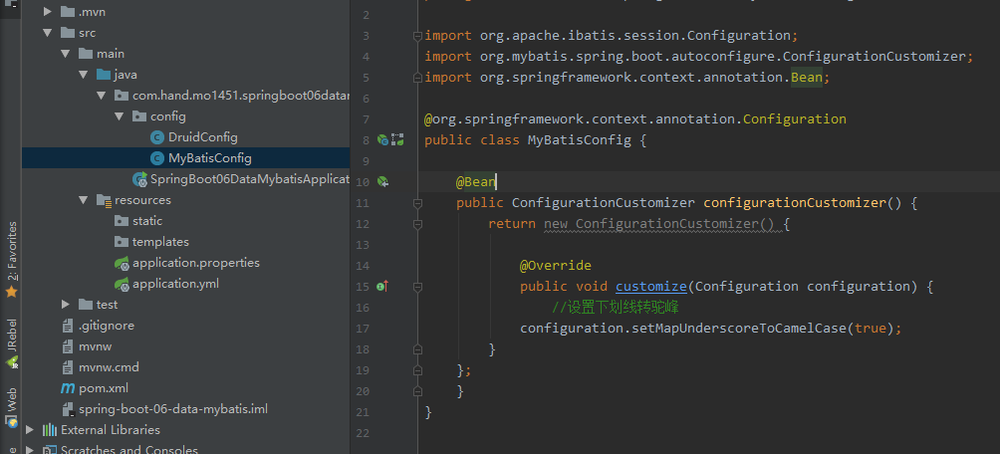 .mvn
src
main
java
com.hand.mo1451.springboot06datar
config
DruidConfig
MyBatisConfig
SpringBoot06DataMybatisApplicat
resources
static
templates
application.properties
application.yml
test
.gitignore
mvnw
mvnw.cmd
pom.xml
spring-boot-06-data-mybatis.iml
External Libraries
Scratches and Consoles
2: Favorites
JRebel
Web
2
3 import org.apache.ibatis.session.Configuration;
4 import org.mybatis.spring.boot.autoconfigure.ConfigurationCustomizer;
5 import org.springframework.context.annotation.Bean;
6
7 @org.springframework.context.annotation.Configuration
8 public class MyBatisConfig {
9
10 @Bean
11 public ConfigurationCustomizer configurationCustomizer() {
12 return new ConfigurationCustomizer() {
13
14 @Override
15 public void customize(Configuration configuration) {
16 //设置下划线转驼峰
17 configuration.setMapUnderscoreToCamelCase(true);
18 }
19 };
20 }
21 }
22